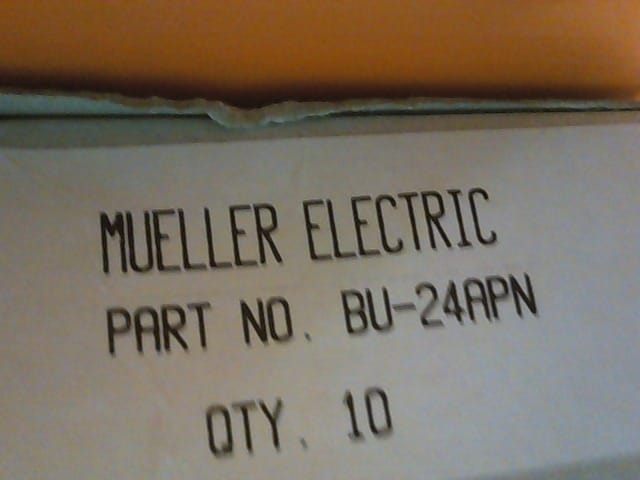 MUELLER ELECTRIC
PART NO. BU-24APN
QTY. 10